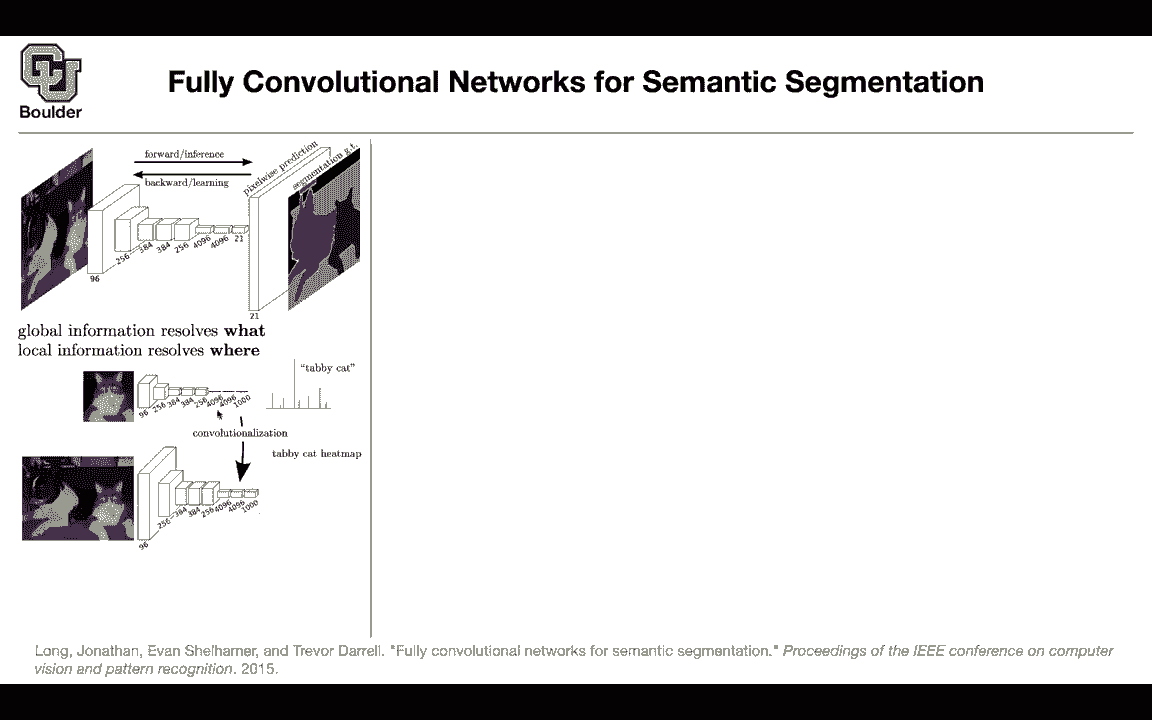 Boulder
Fully Convolutional Networks for Semantic Segmentation
forward/inference
backward/learning
pixelwise prediction
segmentation g.t.
96
256
384
384
256
4096
4096
21
21
global information resolves what
local information resolves where
"tabby cat"
96
256
384
384
256
4096
4096
1000
convolutionalization
tabby cat heatmap
96
256
384
384
256
4096
4096
1000
Long, Jonathan, Evan Shelhamer, and Trevor Darrell. "Fully convolutional networks for semantic segmentation." Proceedings of the IEEE conference on computer
vision and pattern recognition. 2015.